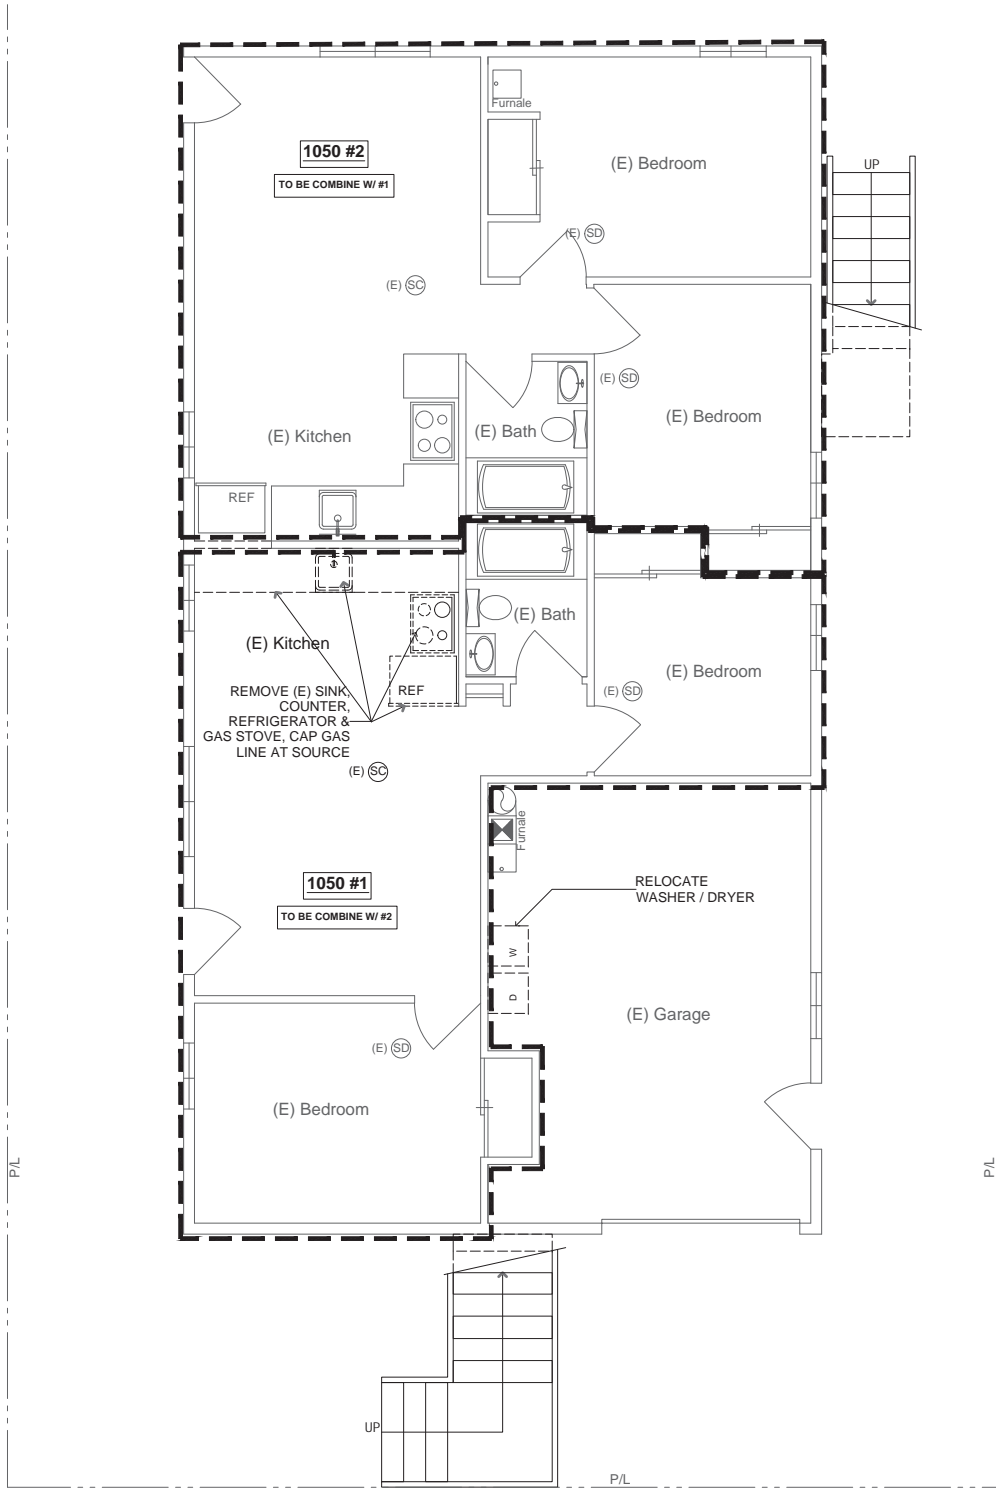 Furnale
1050 #2
TO BE COMBINE W/ #1
(E) Bedroom
UP
(E) SD
(E) SC
(E) SD
(E) Kitchen
(E) Bath
(E) Bedroom
REF
(E) Kitchen
(E) Bath
(E) Bedroom
REMOVE (E) SINK,
COUNTER,
REFRIGERATOR &
GAS STOVE, CAP GAS
LINE AT SOURCE
REF
(E) SD
(E) SC
Furnale
1050 #1
TO BE COMBINE W/ #2
RELOCATE
WASHER / DRYER
W
D
(E) Garage
(E) SD
(E) Bedroom
P/L
P/L
UP
P/L